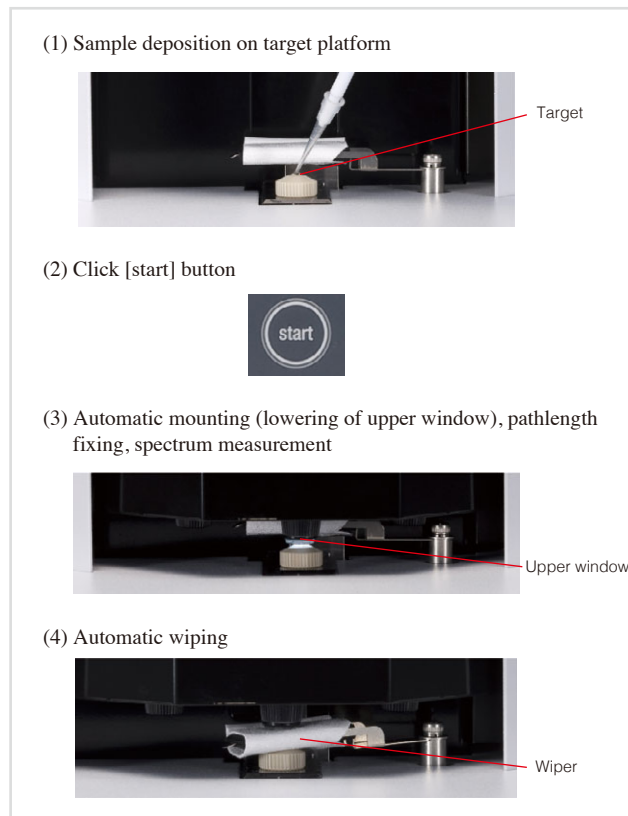 (1) Sample deposition on target platform
Target
(2) Click [start] button
start
(3) Automatic mounting (lowering of upper window), pathlength
fixing, spectrum measurement
Upper window
(4) Automatic wiping
Wiper